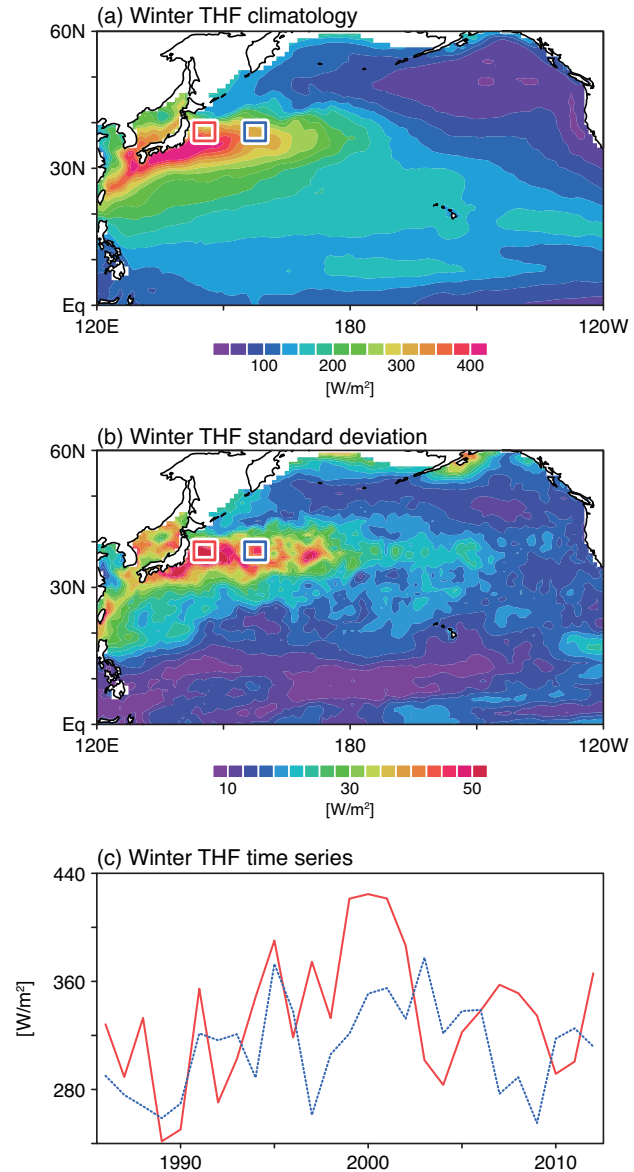 (a) Winter THF climatology
60N
30N
Eq
120E 180 120W
100 200 300 400
[W/m²]
(b) Winter THF standard deviation
60N
30N
Eq
120E 180 120W
10 30 50
[W/m²]
(c) Winter THF time series
440
360
280
[W/m²]
1990 2000 2010